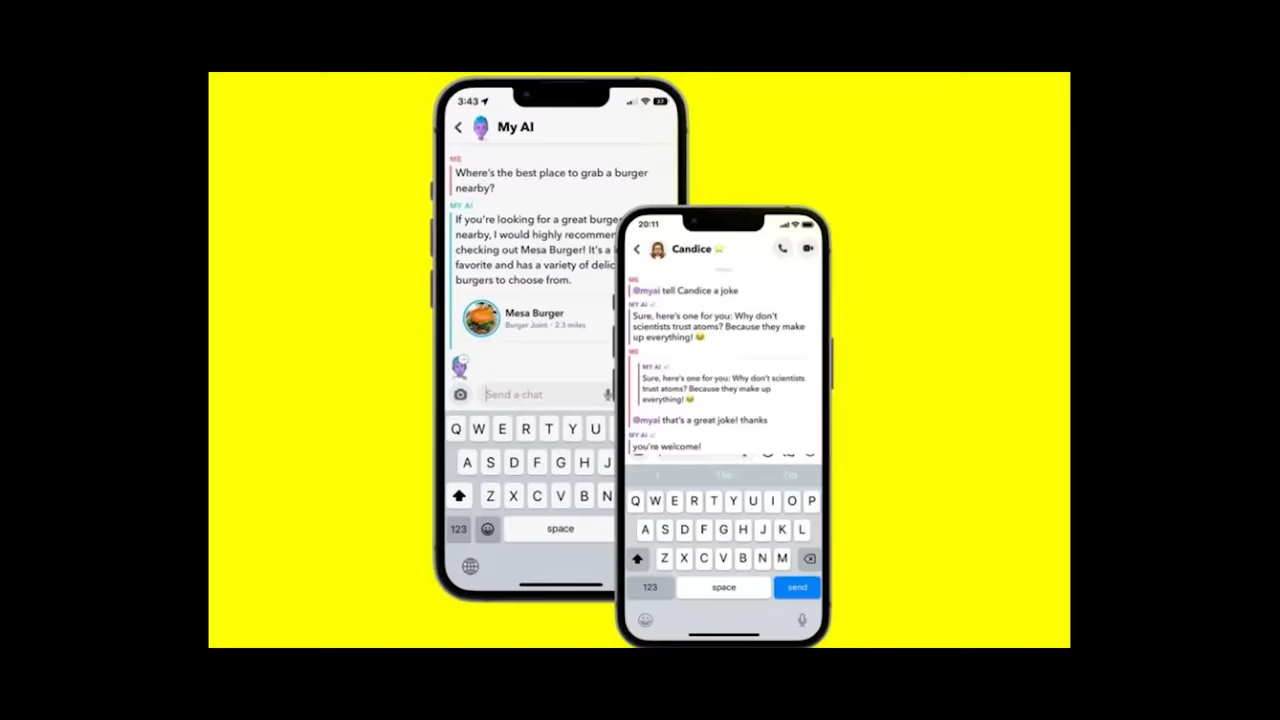 3:43
37
My AI
ME
Where's the best place to grab a burger
nearby?
MY AI
If you're looking for a great
nearby, I would highly
checking out Mesa Burger! It's a
favorite and has a variety of
burgers to choose from.
Mesa Burger
Burger Joint · 2.3 miles
Send a chat
Q W E R T Y U
A S D F G H J
Z X C V B N
123
space
20:11
Candice
ME
@myai tell Candice a joke
MY AI
Sure, here's one for you: Why don't
scientists trust atoms? Because they make
up everything! 😂
ME
MY AI
Sure, here's one for you: Why don't scientists
trust atoms? Because they make up
everything! 😂
@myai that's a great joke! thanks
MY AI
you're welcome!
I The I'm
Q W E R T Y U I O P
A S D F G H J K L
Z X C V B N M
123 space send